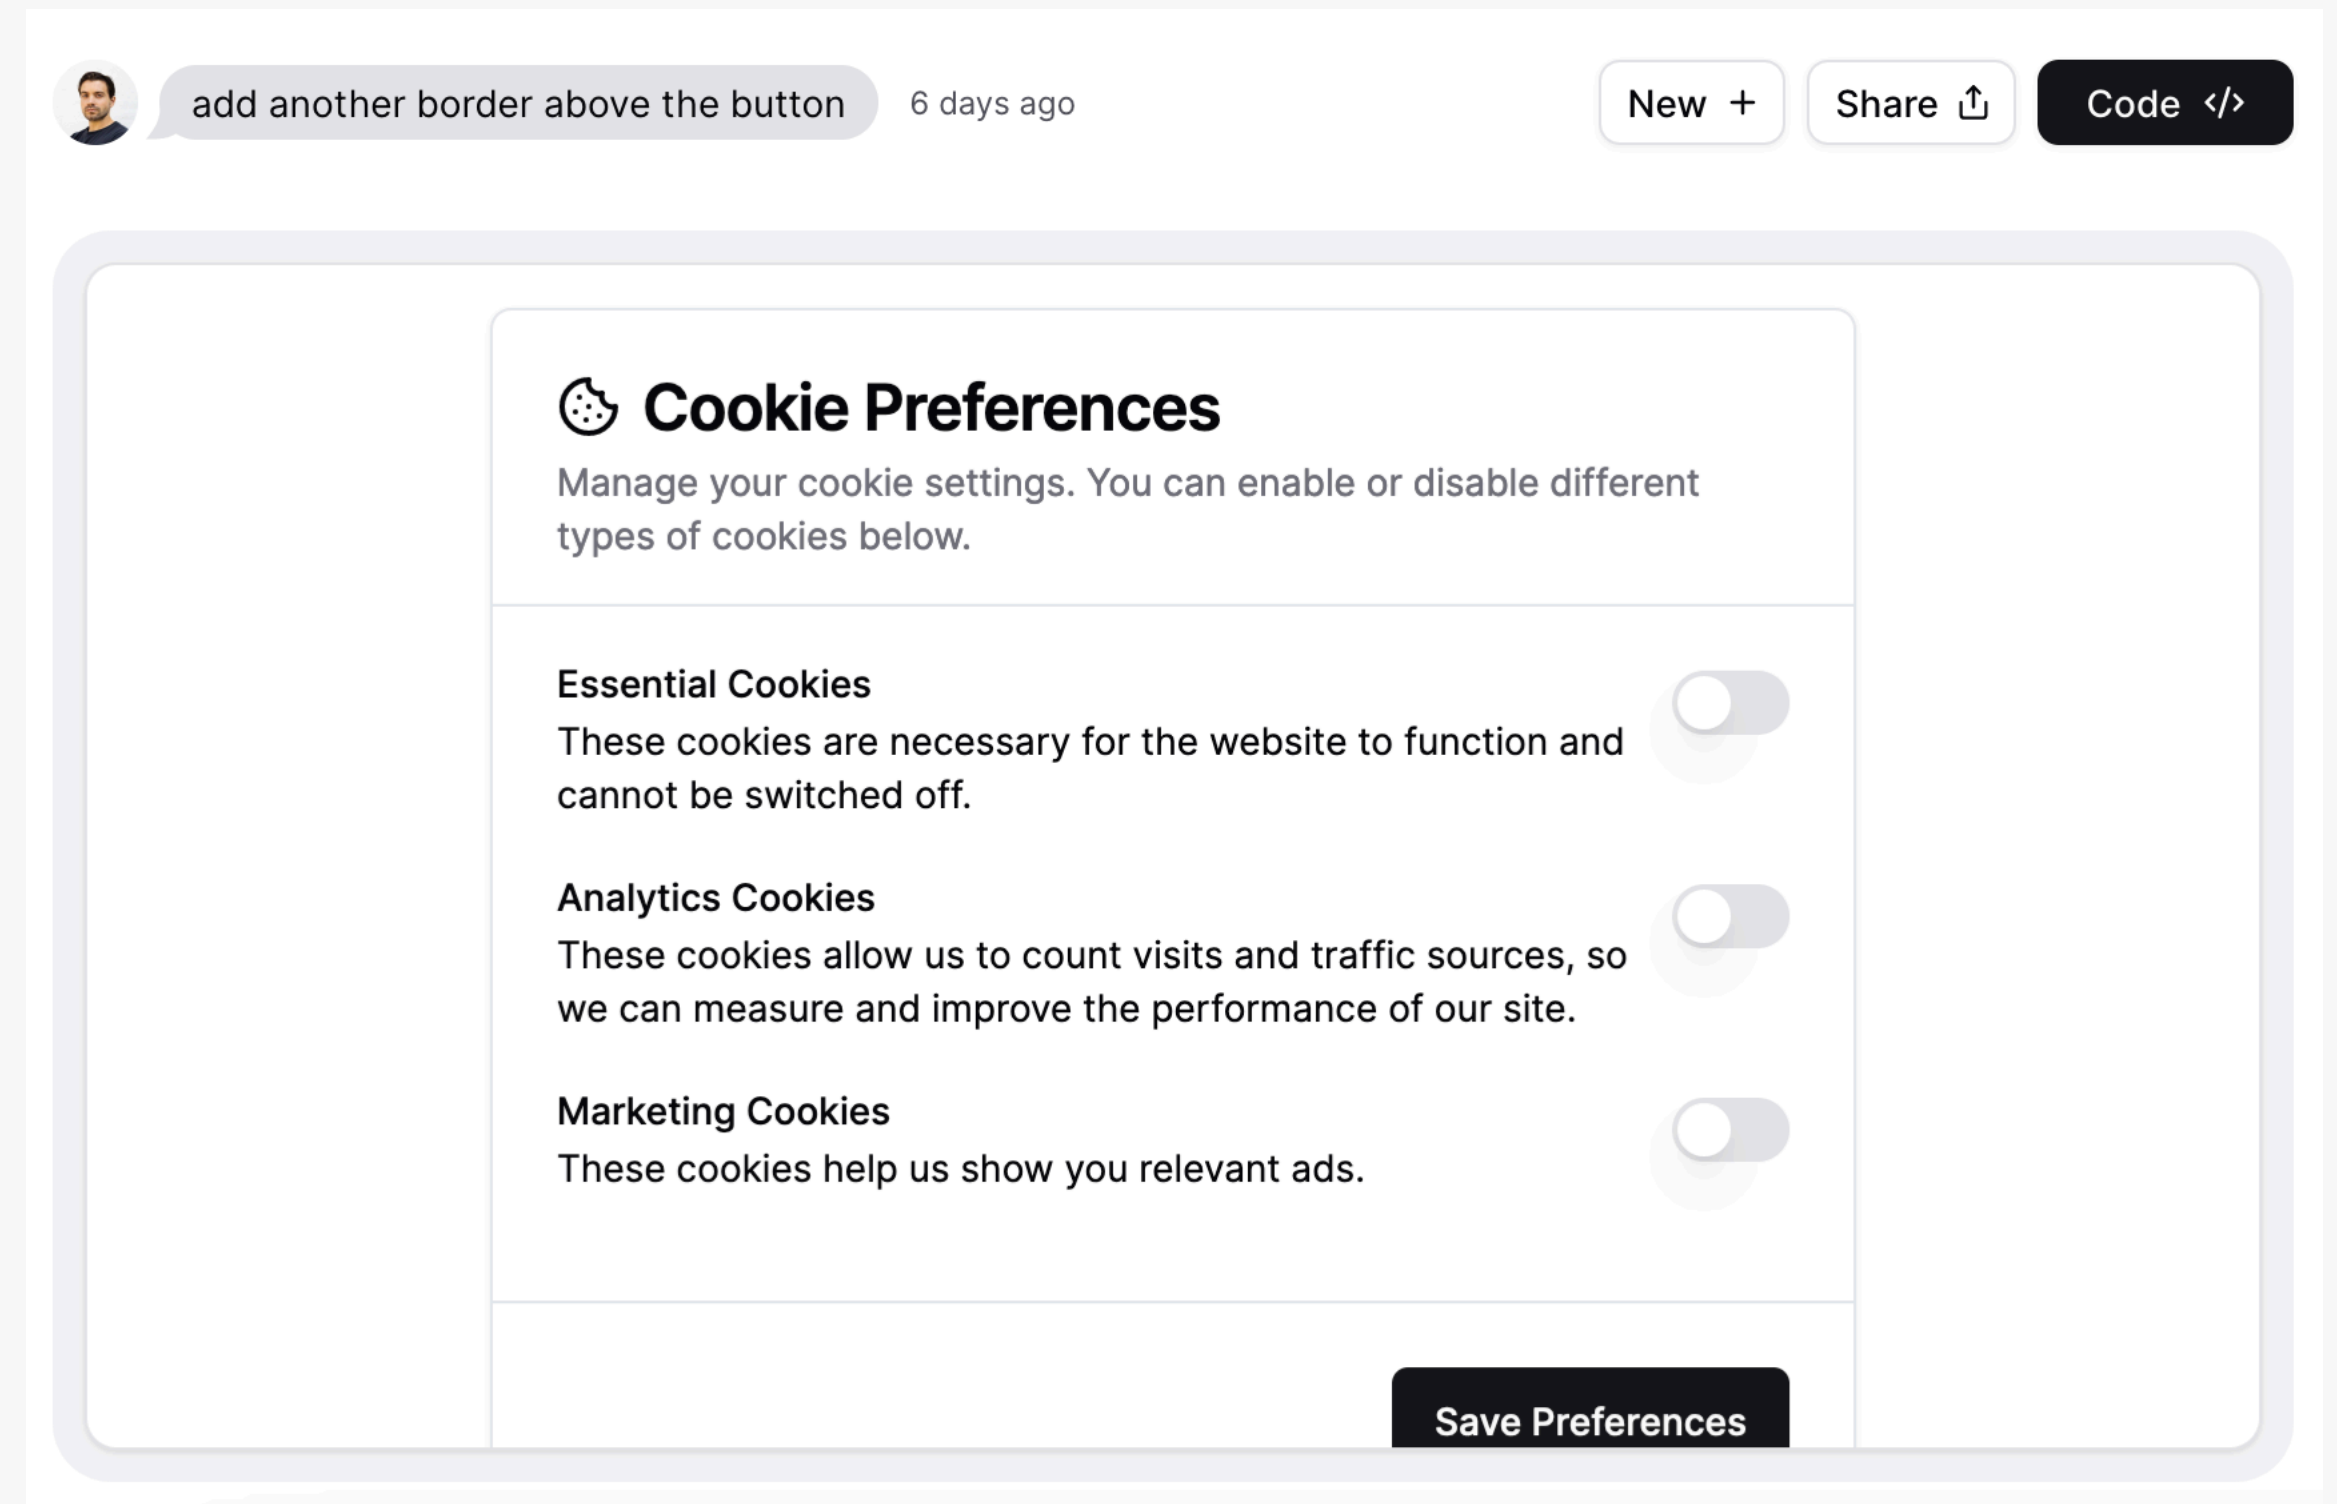 add another border above the button
6 days ago
New +
Share
Code </>
Cookie Preferences
Manage your cookie settings. You can enable or disable different
types of cookies below.
Essential Cookies
These cookies are necessary for the website to function and
cannot be switched off.
Analytics Cookies
These cookies allow us to count visits and traffic sources, so
we can measure and improve the performance of our site.
Marketing Cookies
These cookies help us show you relevant ads.
Save Preferences